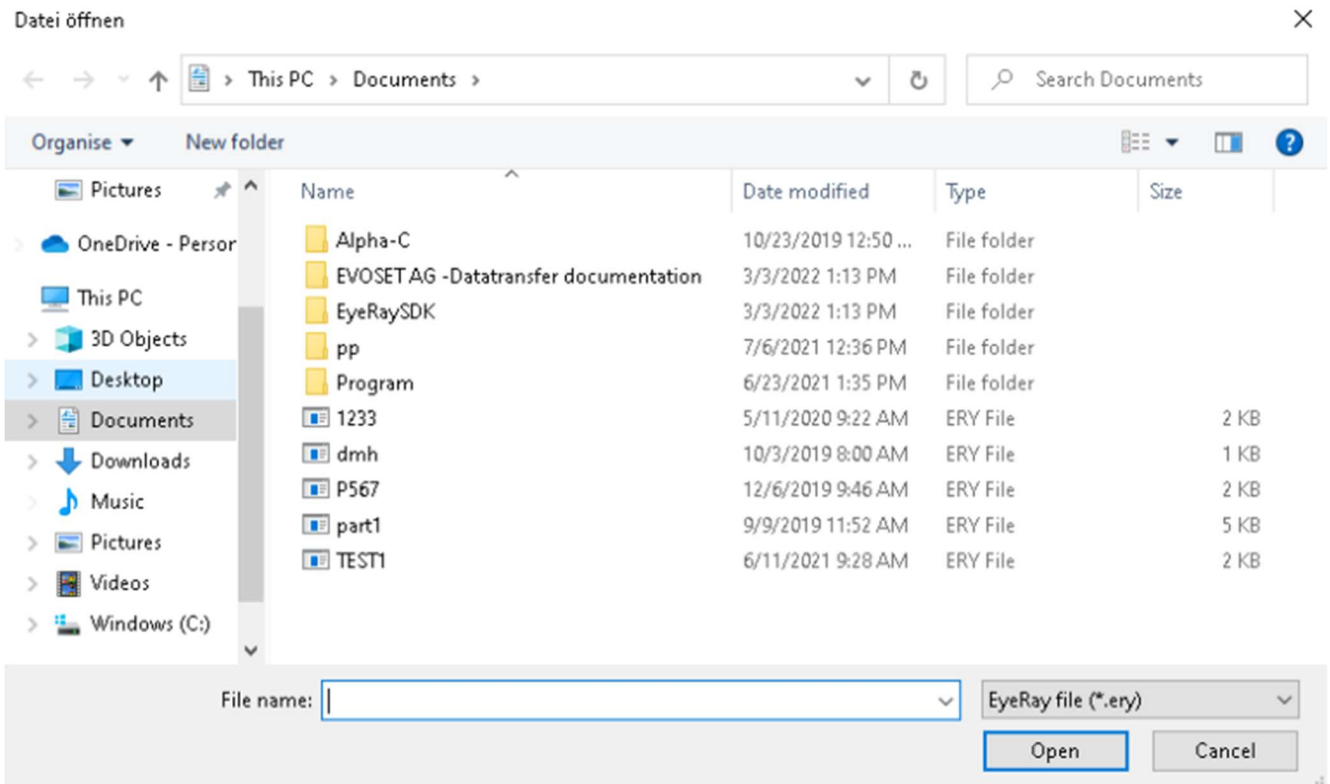 Datei öffnen
This PC > Documents >
Search Documents
Organise
New folder
Name
Date modified
Type
Size
Pictures
OneDrive - Person
This PC
3D Objects
Desktop
Documents
Downloads
Music
Pictures
Videos
Windows (C:)
Alpha-C 10/23/2019 12:50 ... File folder
EVOSET AG -Datatransfer documentation 3/3/2022 1:13 PM File folder
EyeRaySDK 3/3/2022 1:13 PM File folder
pp 7/6/2021 12:36 PM File folder
Program 6/23/2021 1:35 PM File folder
1233 5/11/2020 9:22 AM ERY File 2 KB
dmh 10/3/2019 8:00 AM ERY File 1 KB
P567 12/6/2019 9:46 AM ERY File 2 KB
part1 9/9/2019 11:52 AM ERY File 5 KB
TEST1 6/11/2021 9:28 AM ERY File 2 KB
File name:
EyeRay file (*.ery)
Open
Cancel